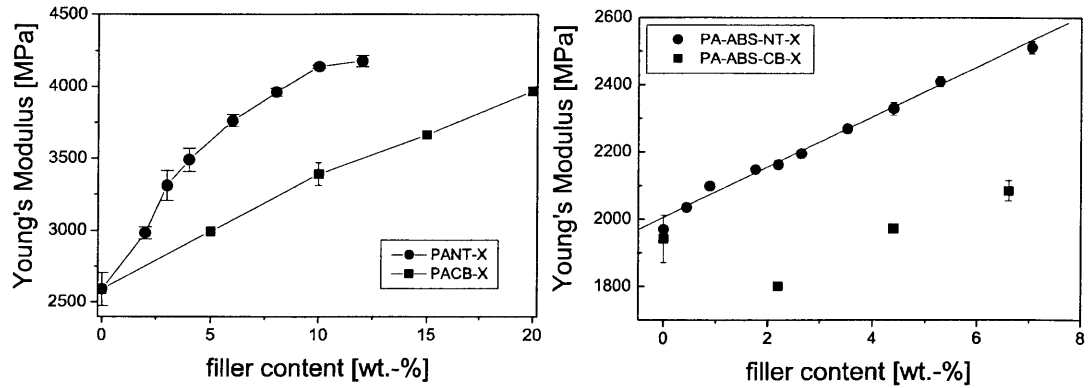 4500
4000
3500
3000
2500
Young's Modulus [MPa]
PANT-X
PACB-X
0
5
10
15
20
filler content [wt.-%]
2600
2400
2200
2000
1800
Young's Modulus [MPa]
PA-ABS-NT-X
PA-ABS-CB-X
0
2
4
6
8
filler content [wt.-%]